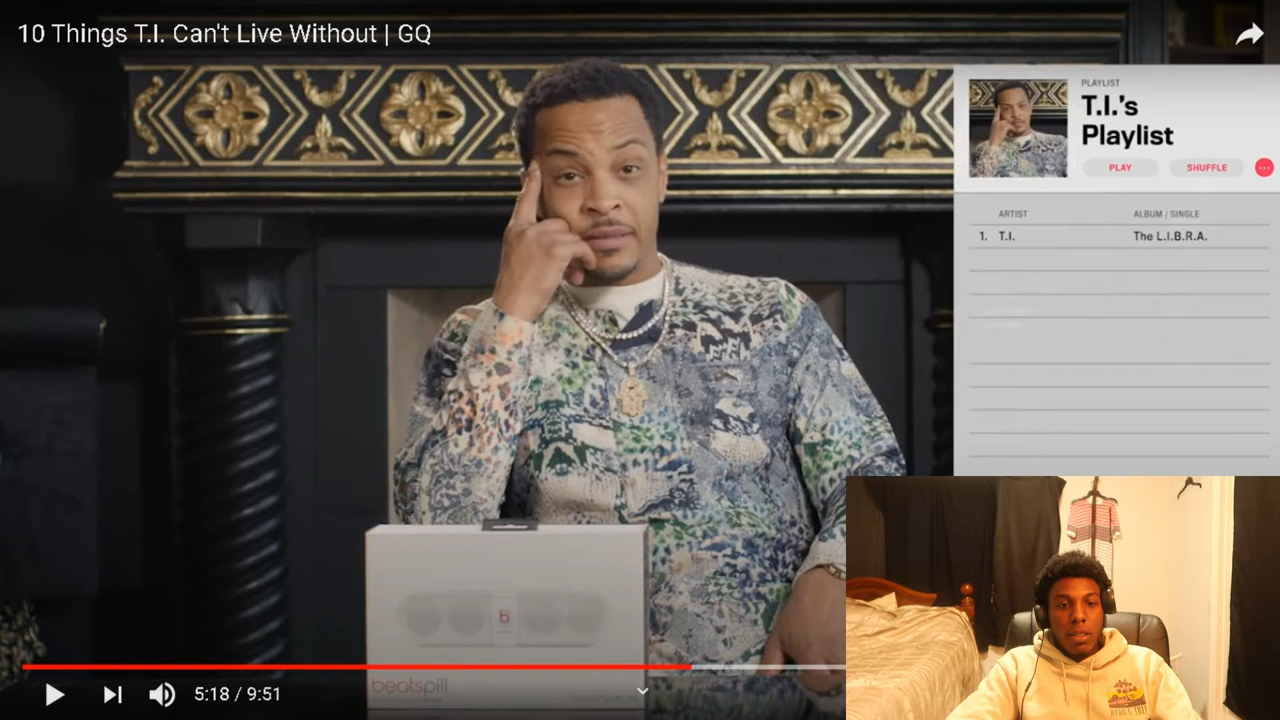 10 Things T.I. Can't Live Without | GQ
PLAYLIST
T.I.'s
Playlist
PLAY
SHUFFLE
ARTIST
ALBUM / SINGLE
1.
T.I.
The L.I.B.R.A.
b
beatspill
5:18 / 9:51